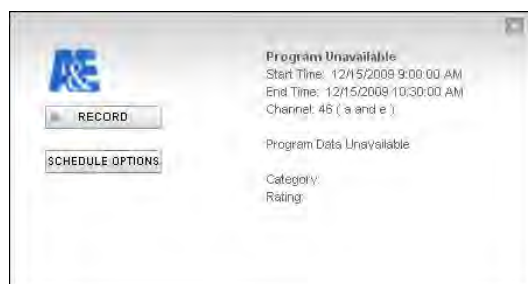 A&E
RECORD
SCHEDULE OPTIONS
Program Unavailable
Start Time: 12/15/2009 9:00:00 AM
End Time: 12/15/2009 10:30:00 AM
Channel: 46 ( a and e )
Program Data Unavailable
Category:
Rating: